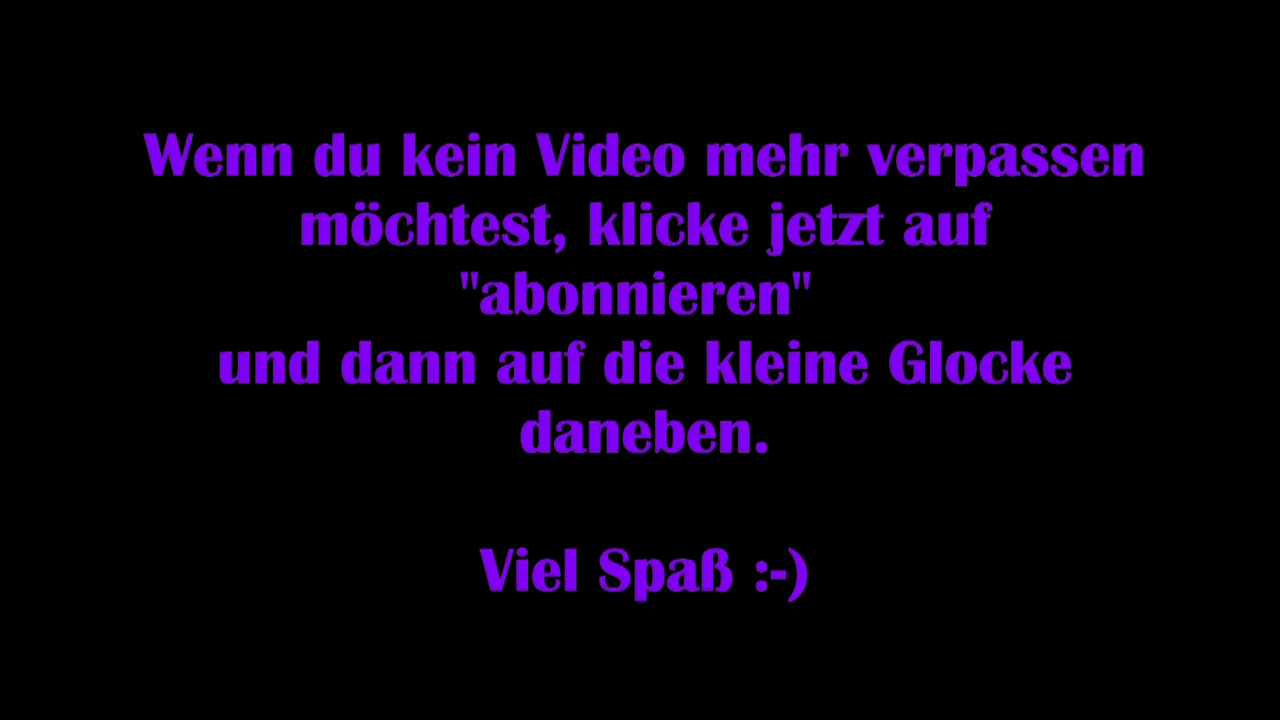 Wenn du kein Video mehr verpassen
möchtest, klicke jetzt auf
"abonnieren"
und dann auf die kleine Glocke
daneben.
Viel Spaß :-)